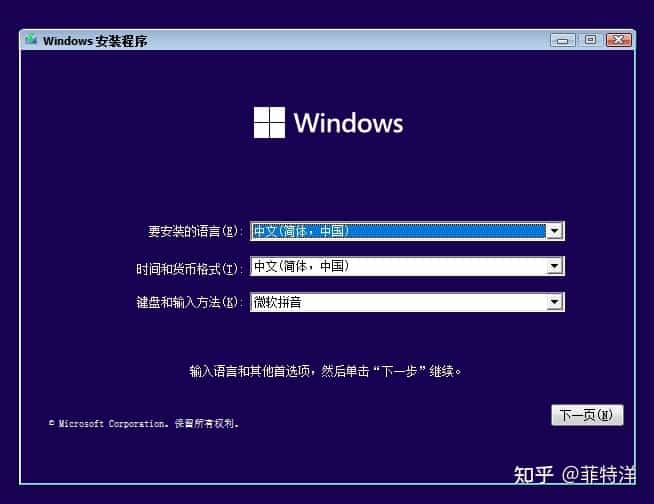 Windows 安装程序
Windows
要安装的语言(E): 中文(简体，中国)
时间和货币格式(T): 中文(简体，中国)
键盘和输入方法(K): 微软拼音
输入语言和其他首选项，然后单击“下一步”继续。
下一页(N)
© Microsoft Corporation。保留所有权利。
知乎 @菲特洋